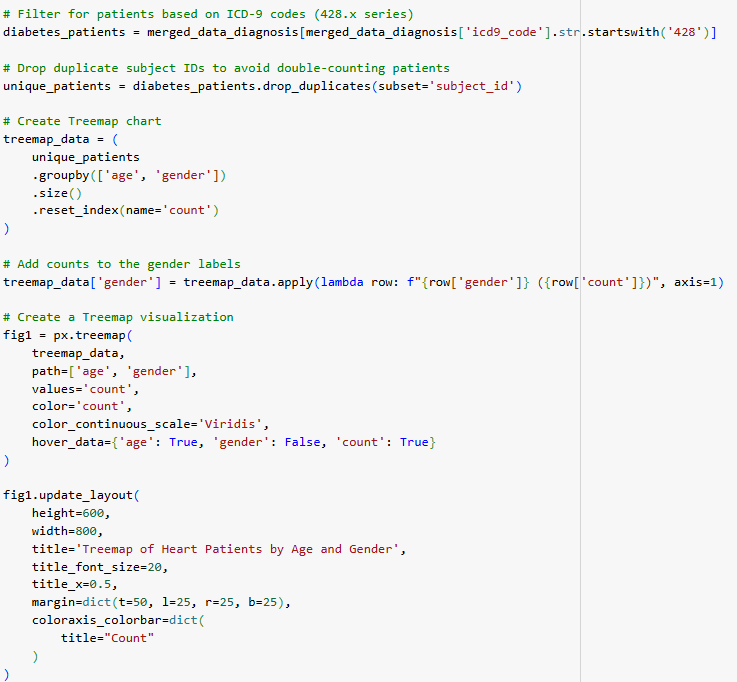 # Filter for patients based on ICD-9 codes (428.x series)
diabetes_patients = merged_data_diagnosis[merged_data_diagnosis['icd9_code'].str.startswith('428')]

# Drop duplicate subject IDs to avoid double-counting patients
unique_patients = diabetes_patients.drop_duplicates(subset='subject_id')

# Create Treemap chart
treemap_data = (
    unique_patients
    .groupby(['age', 'gender'])
    .size()
    .reset_index(name='count')
)

# Add counts to the gender labels
treemap_data['gender'] = treemap_data.apply(lambda row: f"{row['gender']} ({row['count']})", axis=1)

# Create a Treemap visualization
fig1 = px.treemap(
    treemap_data,
    path=['age', 'gender'],
    values='count',
    color='count',
    color_continuous_scale='Viridis',
    hover_data={'age': True, 'gender': False, 'count': True}
)

fig1.update_layout(
    height=600,
    width=800,
    title='Treemap of Heart Patients by Age and Gender',
    title_font_size=20,
    title_x=0.5,
    margin=dict(t=50, l=25, r=25, b=25),
    coloraxis_colorbar=dict(
        title="Count"
    )
)